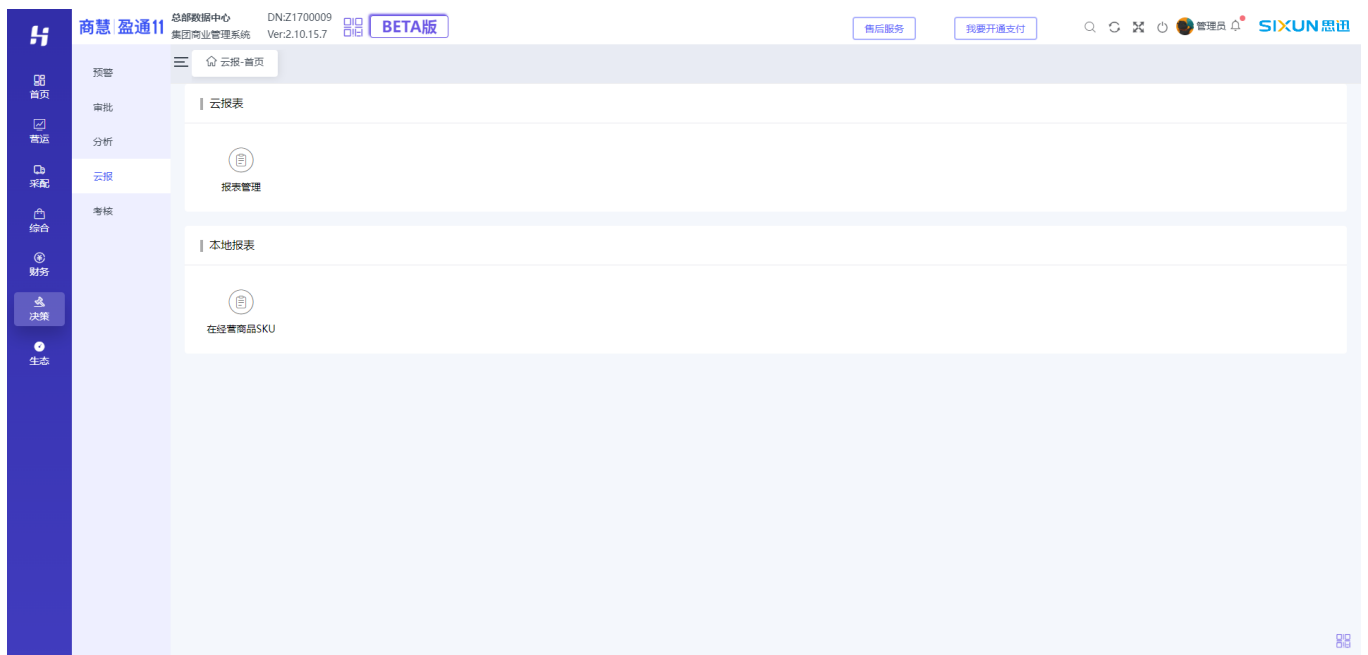 商慧 盈通11
总部数据中心 DN:Z1700009
集团商业管理系统 Ver:2.10.15.7
BETA版
售后服务
我要开通支付
管理员
SIXUN思迅
首页
营运
采配
综合
财务
决策
生态
预警
审批
分析
云报
考核
云报-首页
云报表
报表管理
本地报表
在经营商品SKU